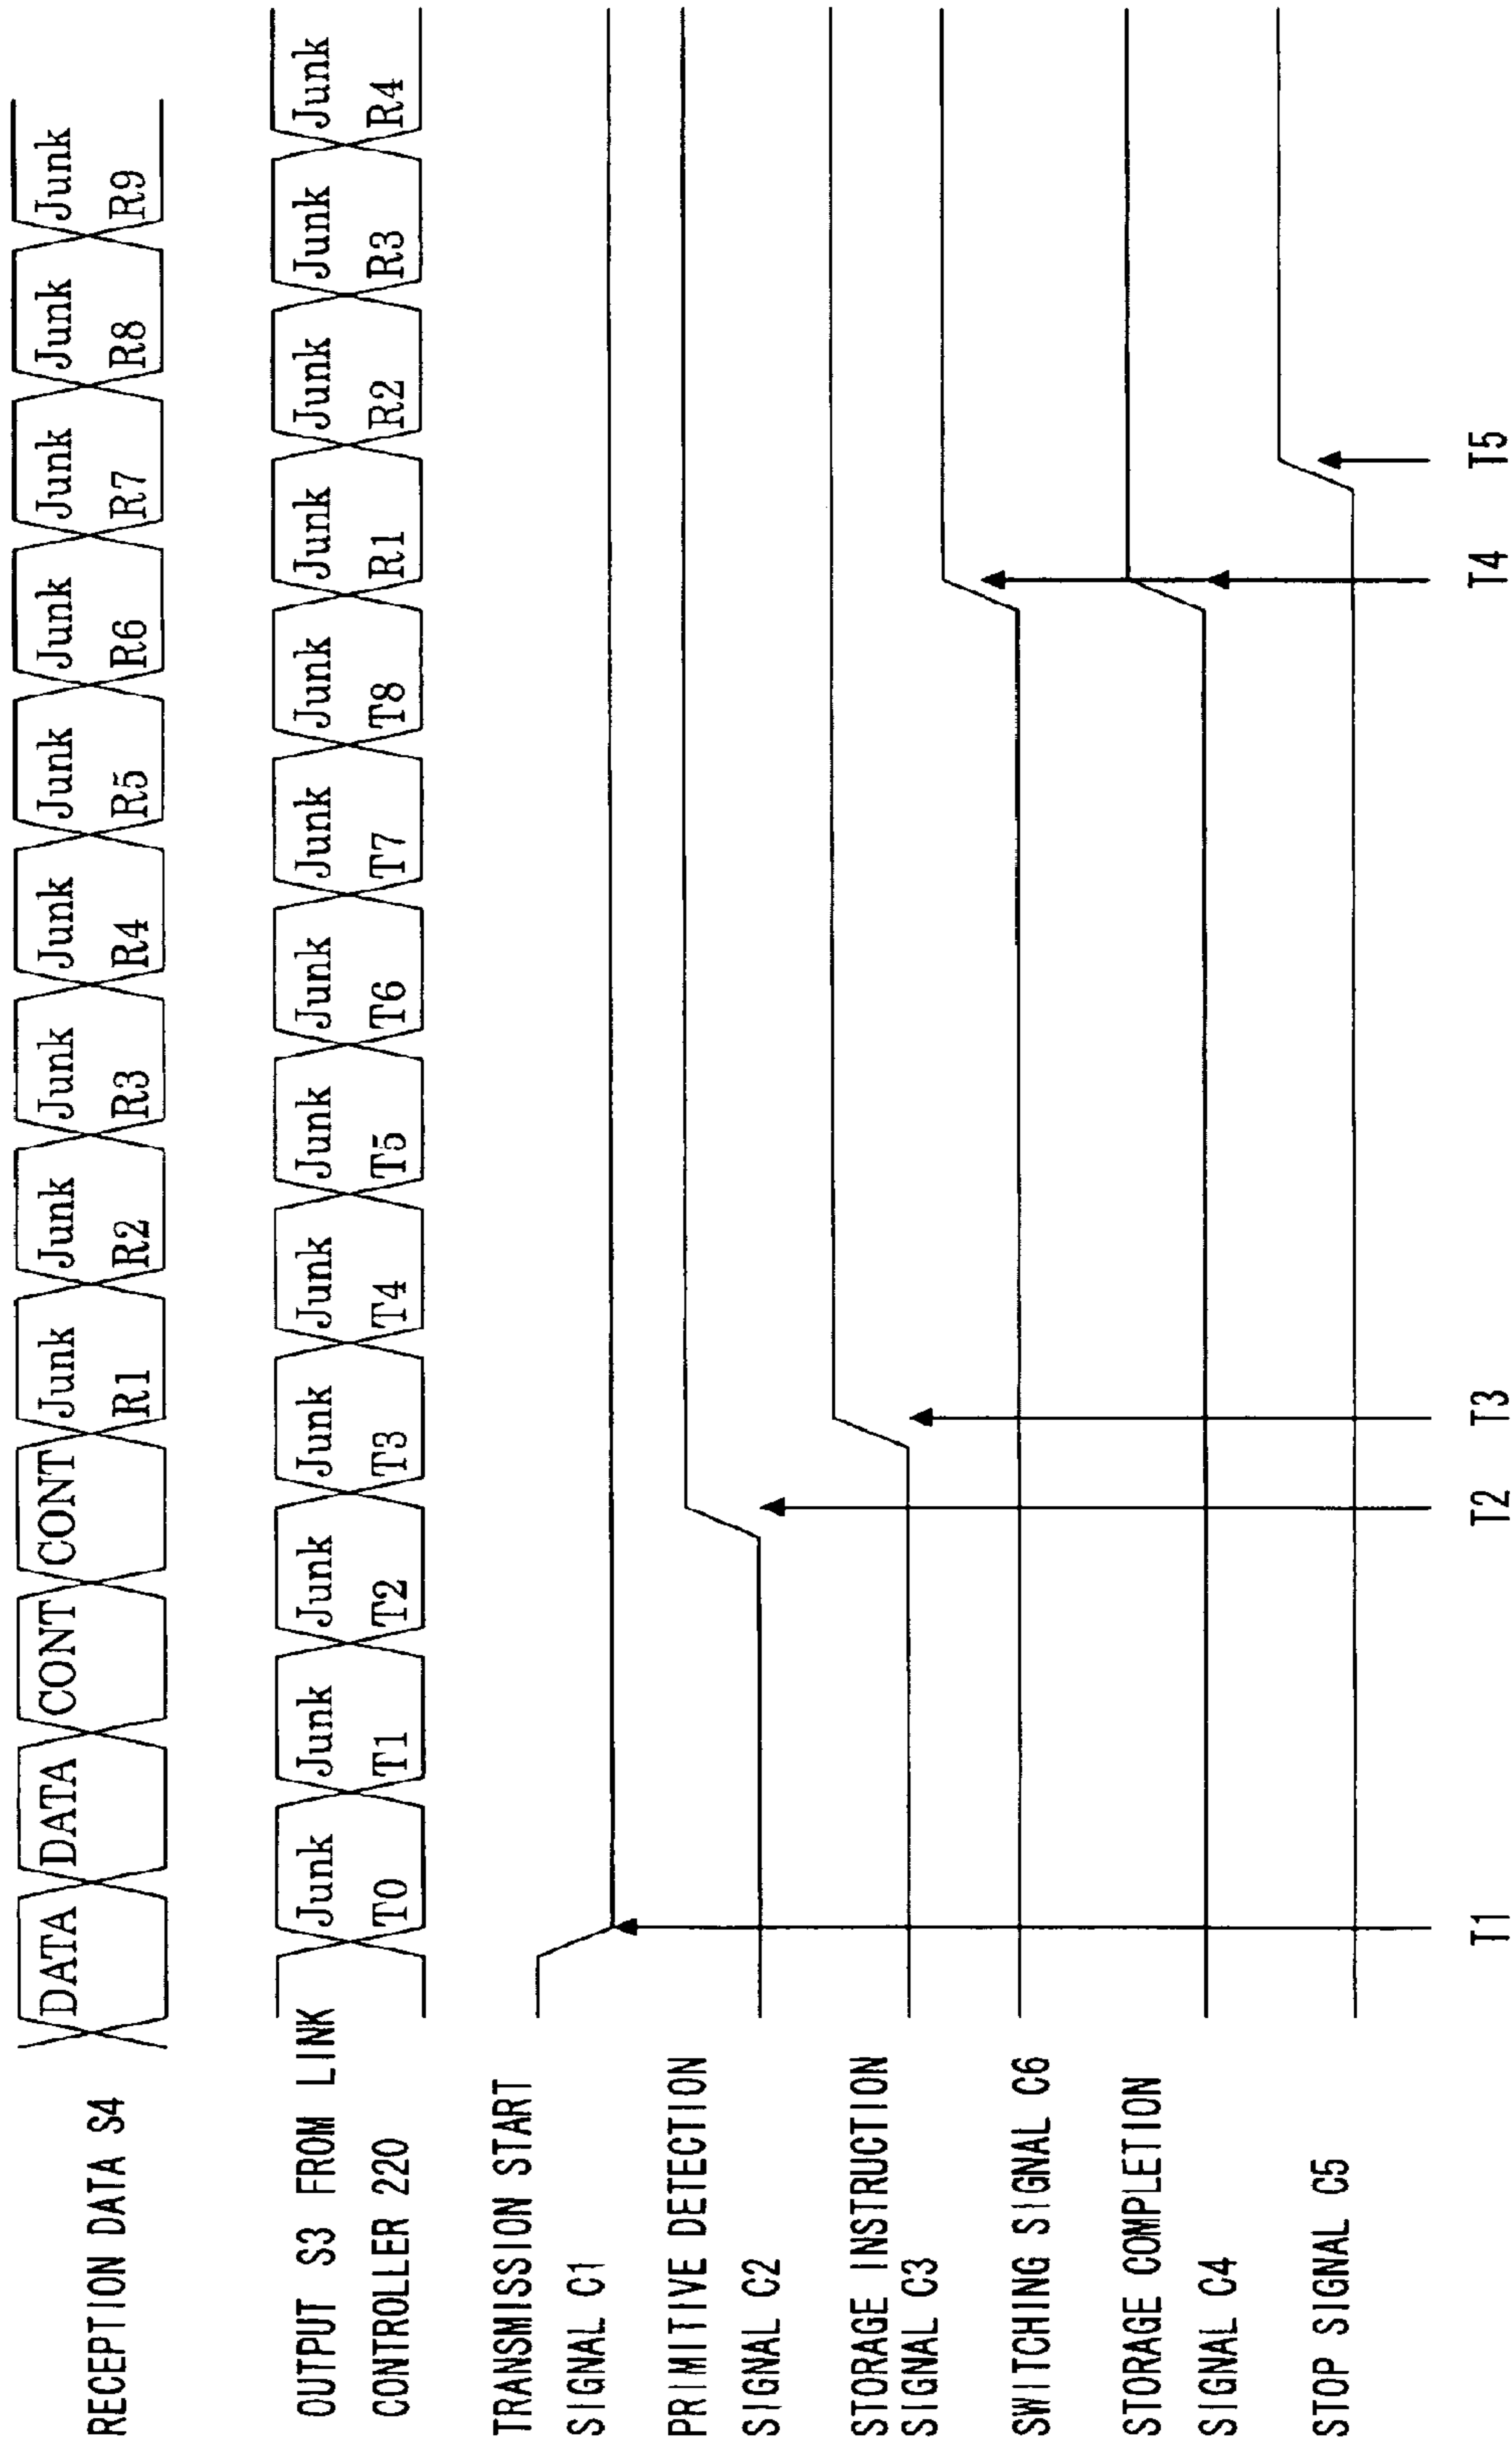 RECEPTION DATA S4
DATA DATA CONT CONT Junk Junk Junk Junk Junk Junk Junk Junk Junk
R1 R2 R3 R4 R5 R6 R7 R8 R9
OUTPUT S3 FROM LINK
CONTROLLER 220
Junk Junk Junk Junk Junk Junk Junk Junk Junk Junk Junk Junk Junk
T0 T1 T2 T3 T4 T5 T6 T7 T8 R1 R2 R3 R4
TRANSMISSION START
SIGNAL C1
PRIMITIVE DETECTION
SIGNAL C2
STORAGE INSTRUCTION
SIGNAL C3
SWITCHING SIGNAL C6
STORAGE COMPLETION
SIGNAL C4
STOP SIGNAL C5
T1 T2 T3 T4 T5